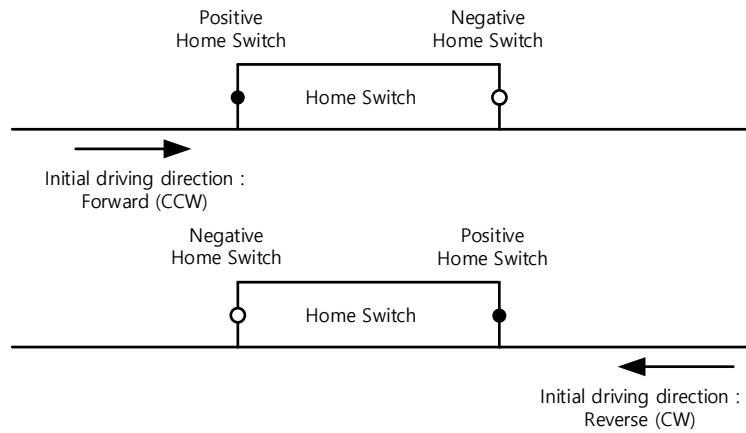 Positive
Home Switch
Negative
Home Switch
Home Switch
Initial driving direction :
Forward (CCW)
Negative
Home Switch
Positive
Home Switch
Home Switch
Initial driving direction :
Reverse (CW)